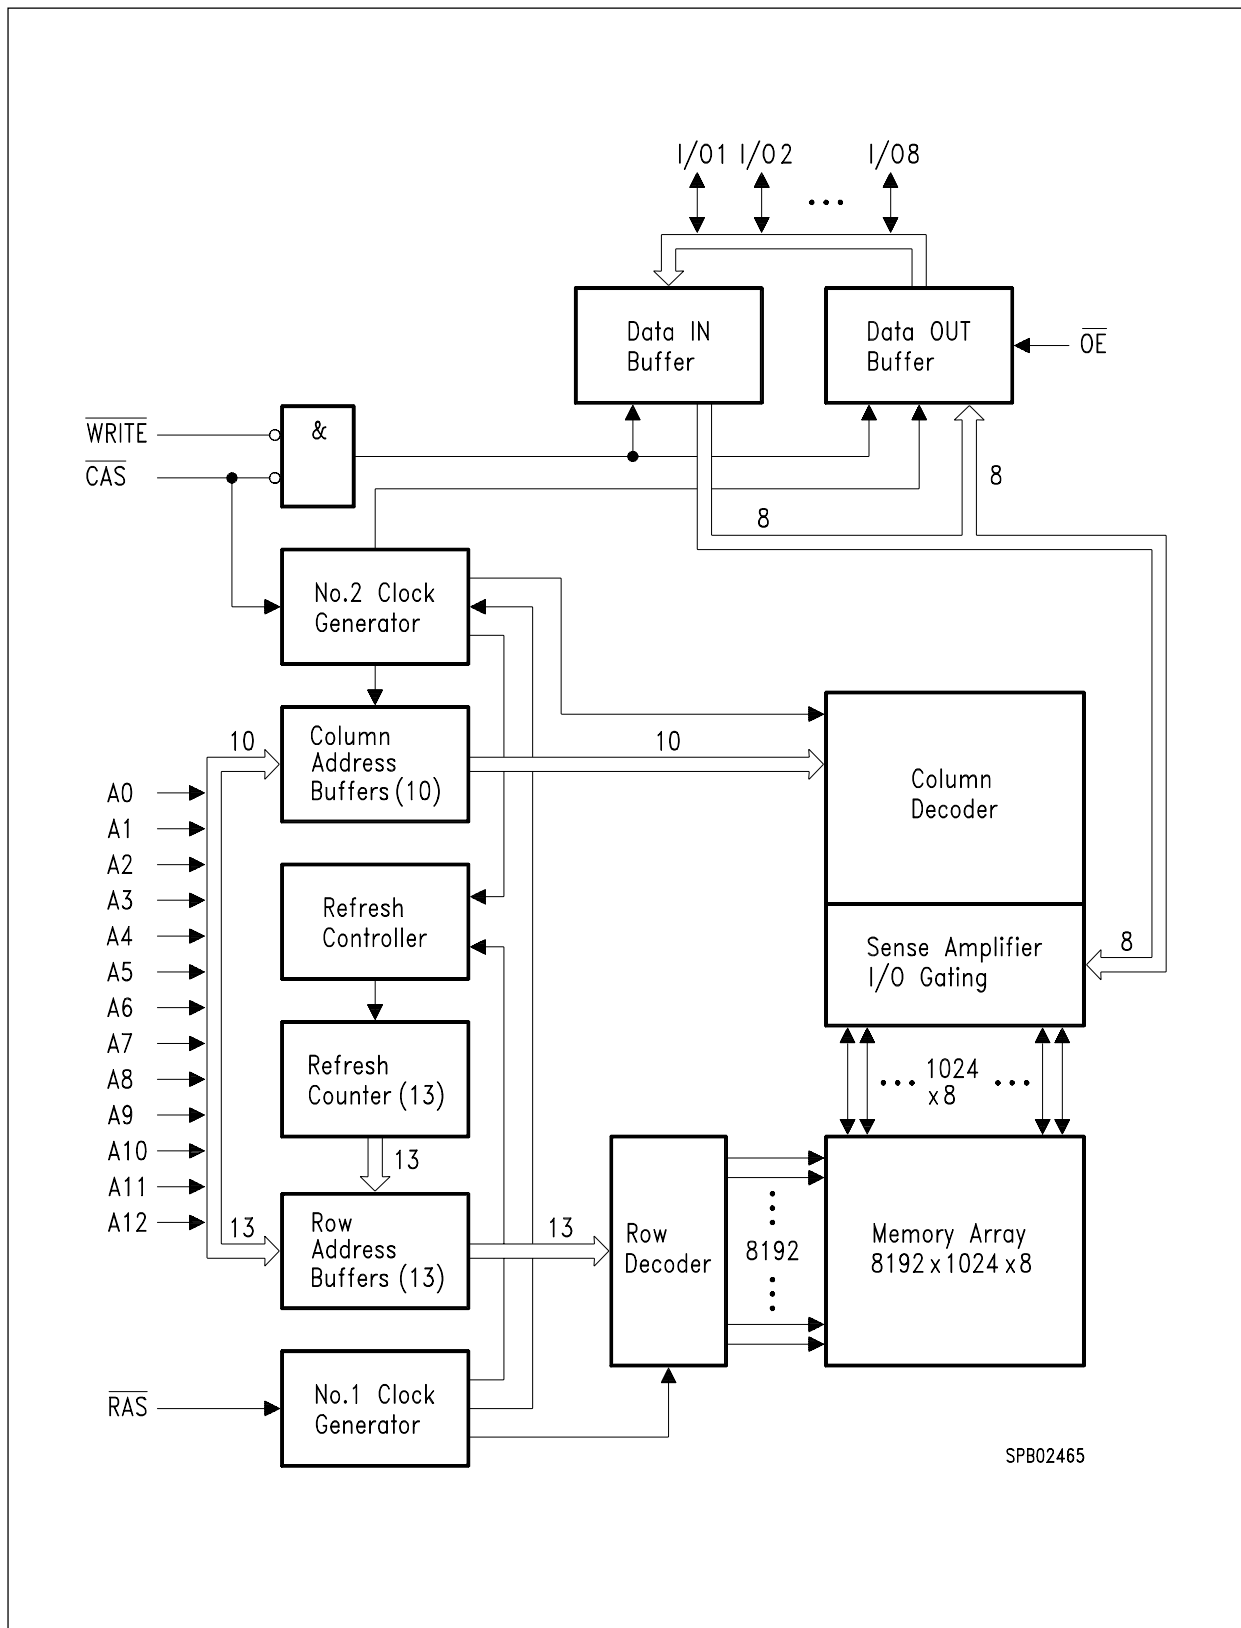 I/O1 I/O2 ... I/O8
Data IN
Buffer
Data OUT
Buffer
OE
WRITE
&
CAS
8
8
No.2 Clock
Generator
10
Column
Address
Buffers (10)
10
Column
Decoder
A0
A1
A2
A3
A4
A5
A6
A7
A8
A9
A10
A11
A12
Refresh
Controller
Sense Amplifier
I/O Gating
8
Refresh
Counter (13)
... 1024 ...
x8
13
13
Row
Address
Buffers (13)
13
Row
Decoder
8192
Memory Array
8192x1024x8
RAS
No.1 Clock
Generator
SPB02465